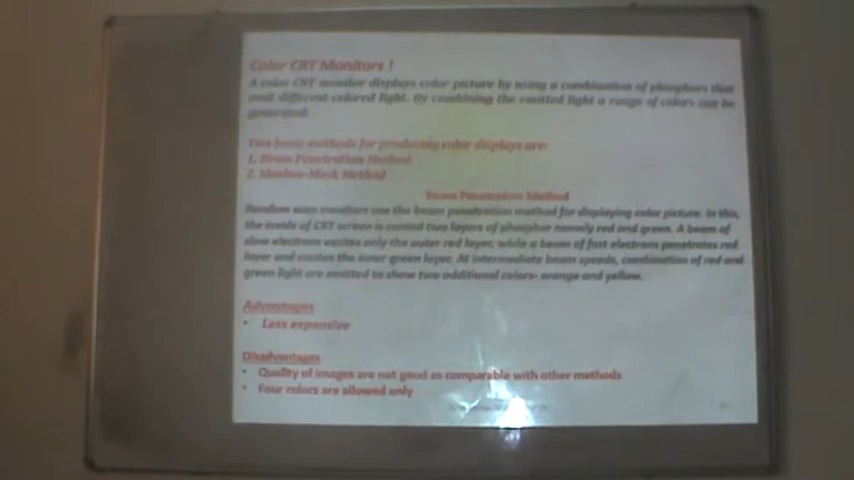 Color CRT Monitors !
A color CRT monitor displays color picture by using a combination of phosphors that
emit different colored light. By combining the emitted light a range of colors can be
generated.
Two basic methods for producing color displays are:
1. Beam Penetration Method
2. Shadow-Mask Method
Beam Penetration Method
Random scan monitors use the beam penetration method for displaying color picture. In this,
the inside of CRT screen is coated two layers of phosphor namely red and green. A beam of
slow electrons excites only the outer red layer, while a beam of fast electrons penetrates red
layer and excites the inner green layer. At intermediate beam speeds, combination of red and
green light are emitted to show two additional colors- orange and yellow.
Advantages
• Less expensive
Disadvantages
• Quality of images are not good as comparable with other methods
• Four colors are allowed only